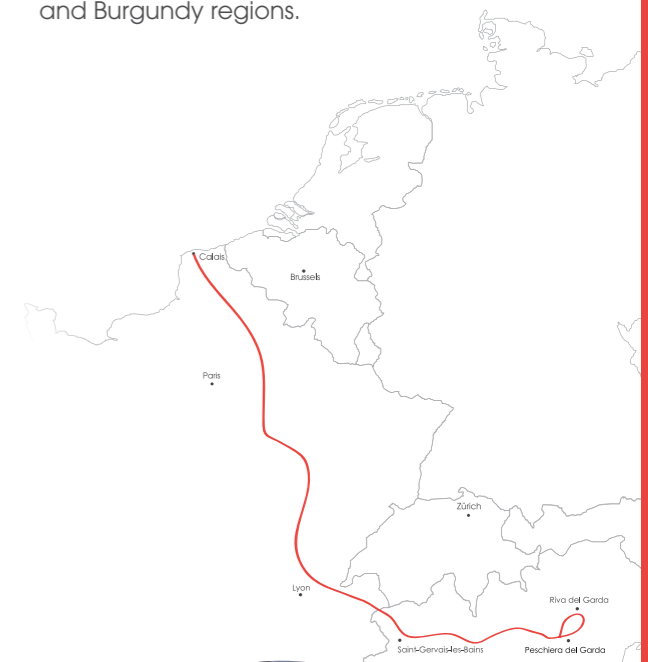 and Burgundy regions.
Calais
Brussels
Paris
Zürich
Lyon
Riva del Garda
Saint-Gervais-les-Bains
Peschiera del Garda